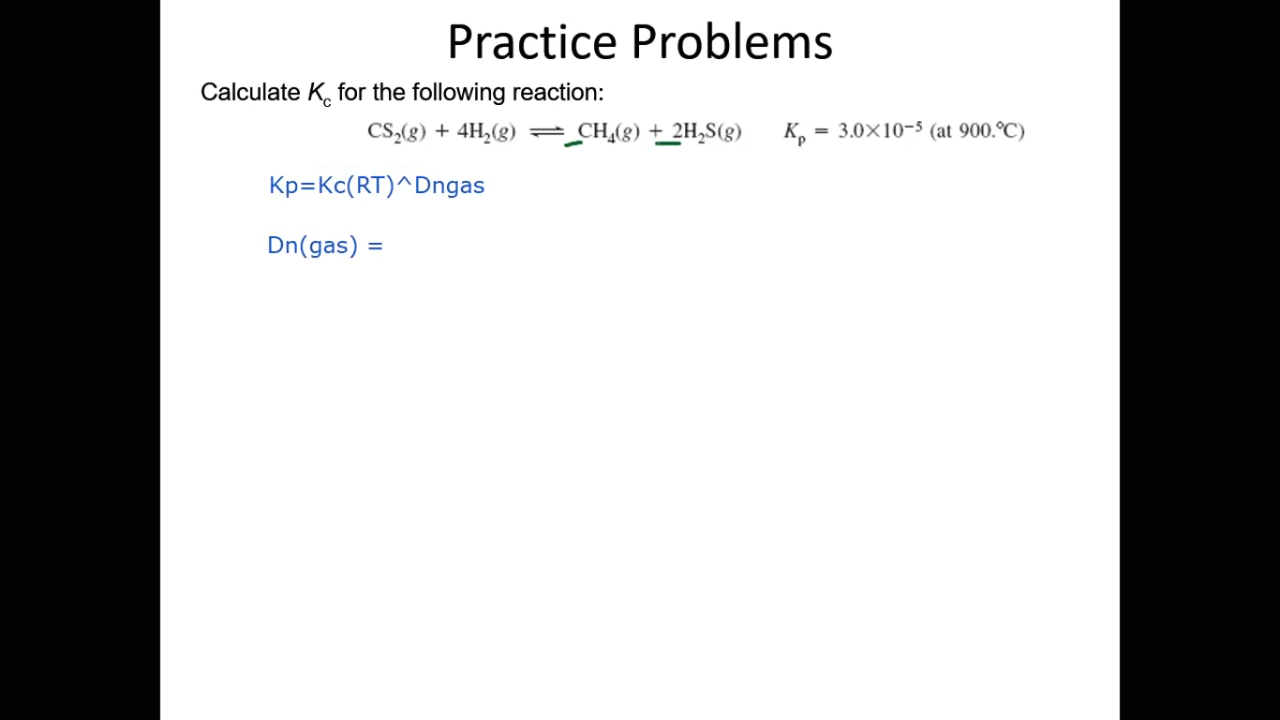 Practice Problems
Calculate Kc for the following reaction:
CS₂(g) + 4H₂(g) ⇌ CH₄(g) + 2H₂S(g) Kp = 3.0×10⁻⁵ (at 900.°C)
Kp=Kc(RT)^Dngas
Dn(gas) =